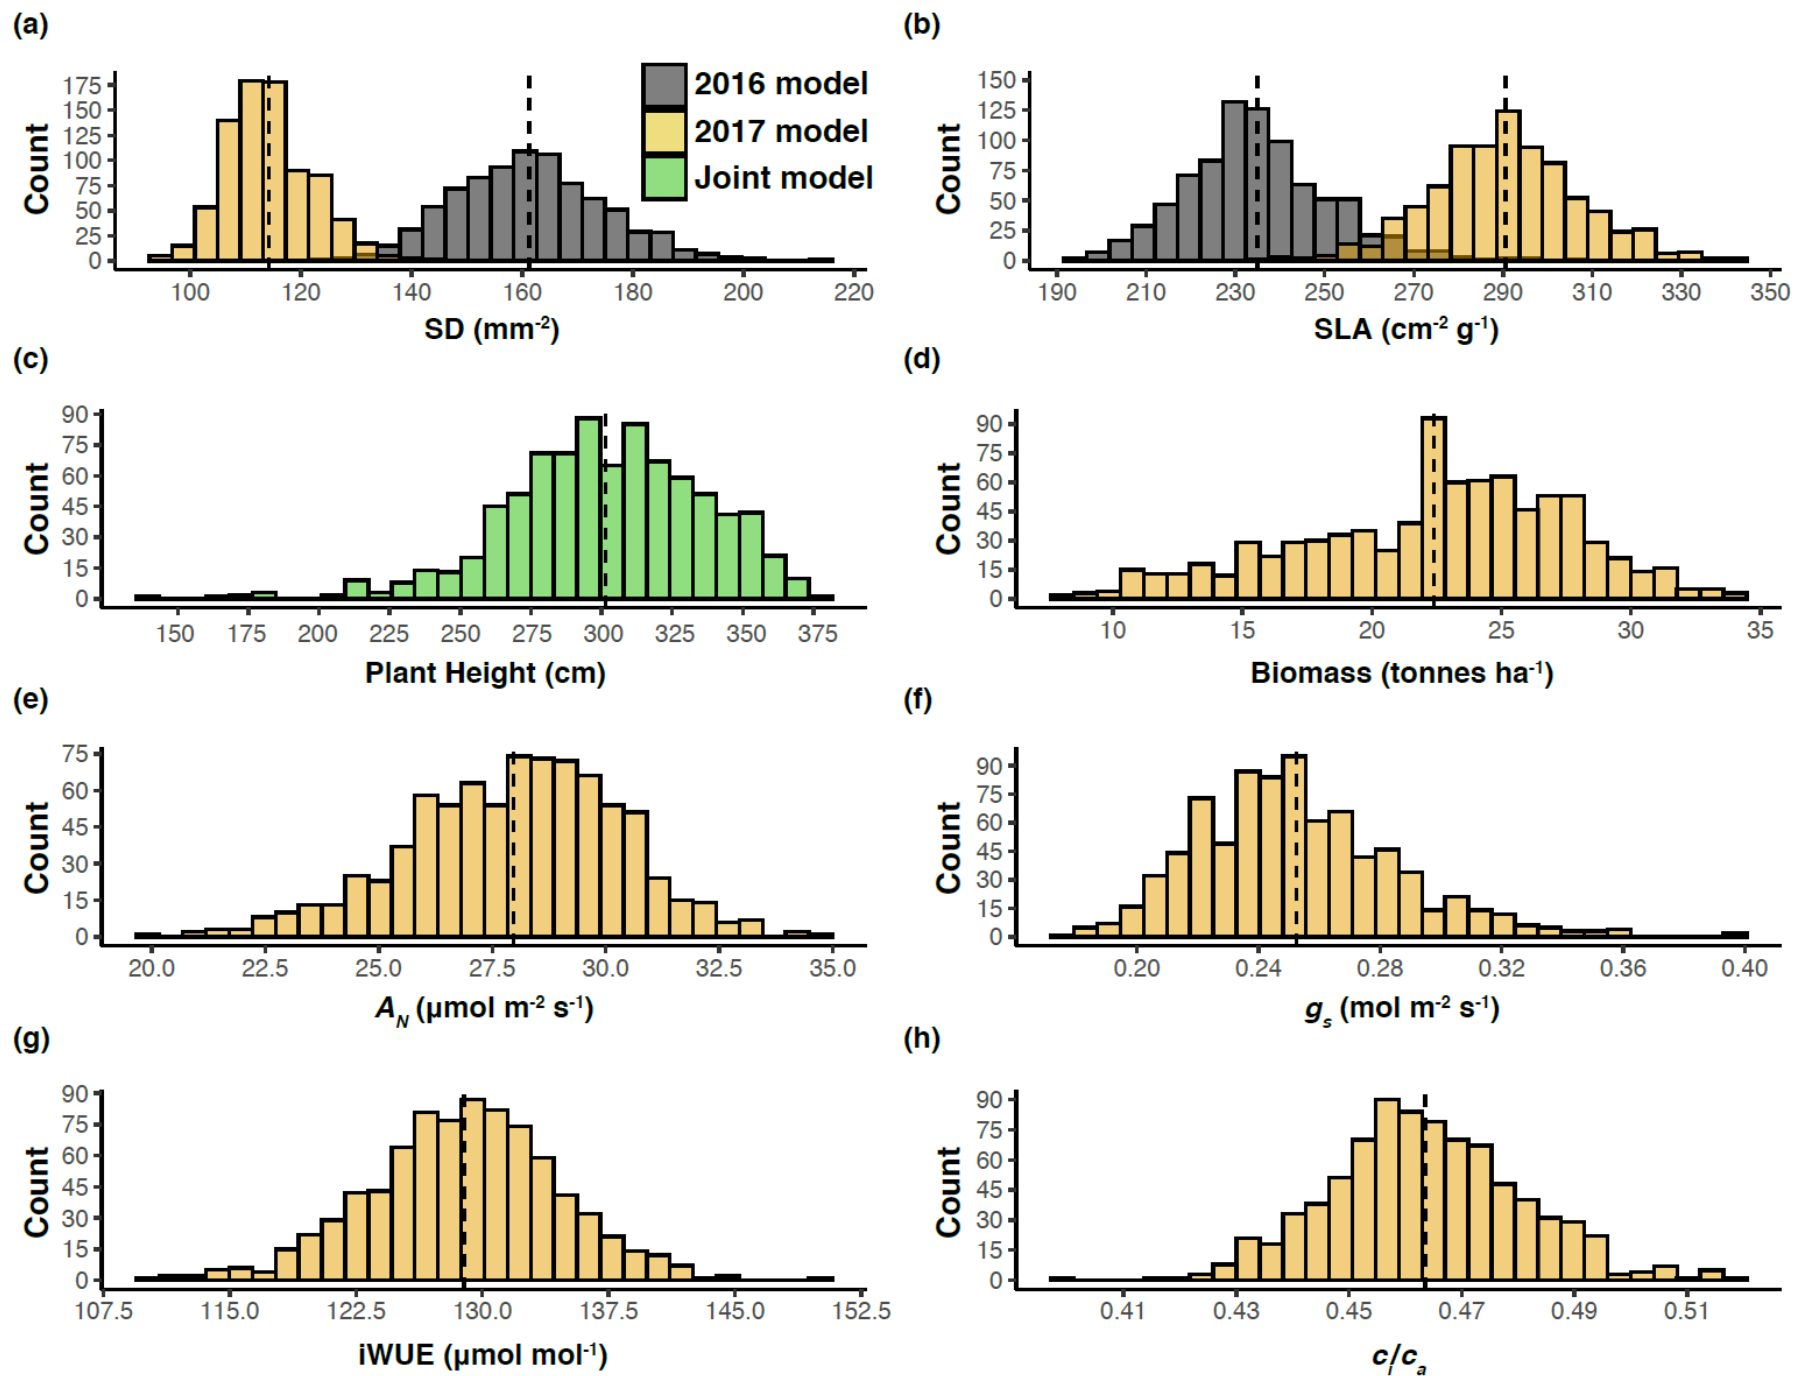 (a)
175
150
125
100
75
50
25
0
Count
100 120 140 160 180 200 220
SD (mm-2)
2016 model
2017 model
Joint model
(b)
150
125
100
75
50
25
0
Count
190 210 230 250 270 290 310 330 350
SLA (cm-2 g-1)
(c)
90
75
60
45
30
15
0
Count
150 175 200 225 250 275 300 325 350 375
Plant Height (cm)
(d)
90
75
60
45
30
15
0
Count
10 15 20 25 30 35
Biomass (tonnes ha-1)
(e)
75
60
45
30
15
0
Count
20.0 22.5 25.0 27.5 30.0 32.5 35.0
AN (µmol m-2 s-1)
(f)
90
75
60
45
30
15
0
Count
0.20 0.24 0.28 0.32 0.36 0.40
gs (mol m-2 s-1)
(g)
90
75
60
45
30
15
0
Count
107.5 115.0 122.5 130.0 137.5 145.0 152.5
iWUE (µmol mol-1)
(h)
90
75
60
45
30
15
0
Count
0.41 0.43 0.45 0.47 0.49 0.51
ci/ca